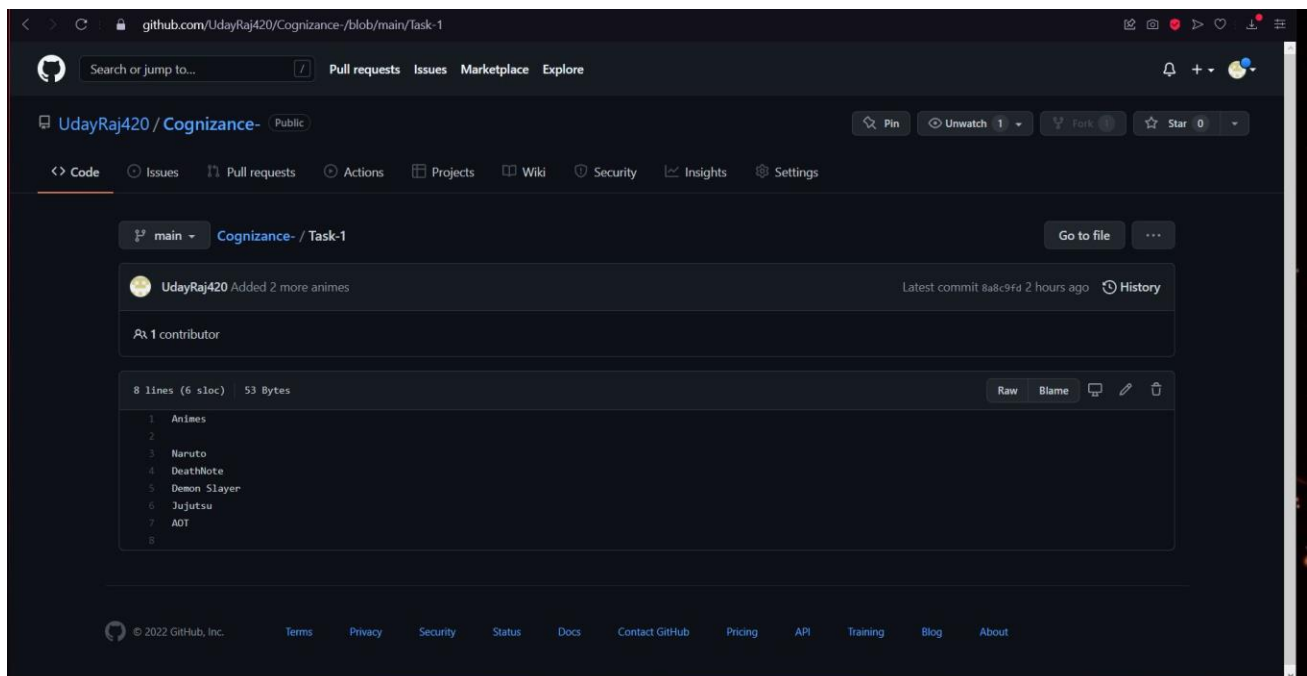 github.com/UdayRaj420/Cognizance-/blob/main/Task-1
Search or jump to... / Pull requests Issues Marketplace Explore
UdayRaj420 / Cognizance- Public Pin Unwatch 1 Fork Star 0
<> Code Issues Pull requests Actions Projects Wiki Security Insights Settings
main Cognizance- / Task-1 Go to file ...
UdayRaj420 Added 2 more animes Latest commit 8a8c9fd 2 hours ago History
1 contributor
8 lines (6 sloc) 53 Bytes Raw Blame
1 Animes
2
3 Naruto
4 DeathNote
5 Demon Slayer
6 Jujutsu
7 AOT
8
© 2022 GitHub, Inc. Terms Privacy Security Status Docs Contact GitHub Pricing API Training Blog About